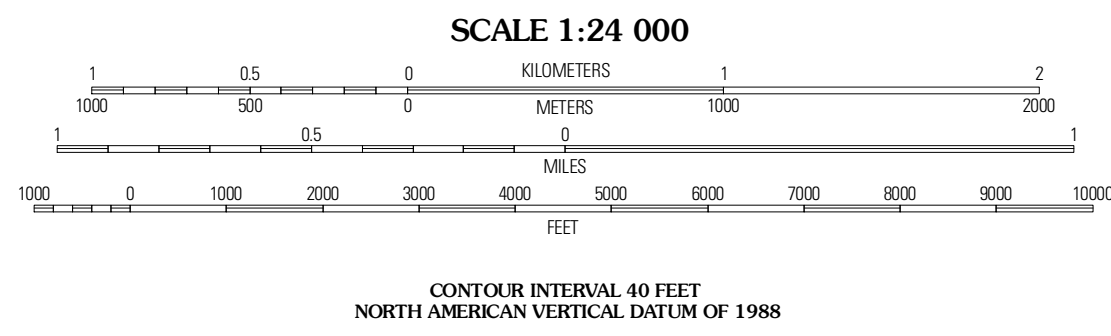 SCALE 1:24 000
1 0.5 0 KILOMETERS 1 2
1000 500 0 METERS 1000 2000
1 0.5 0 1
MILES
1000 0 1000 2000 3000 4000 5000 6000 7000 8000 9000 10000
FEET
CONTOUR INTERVAL 40 FEET
NORTH AMERICAN VERTICAL DATUM OF 1988